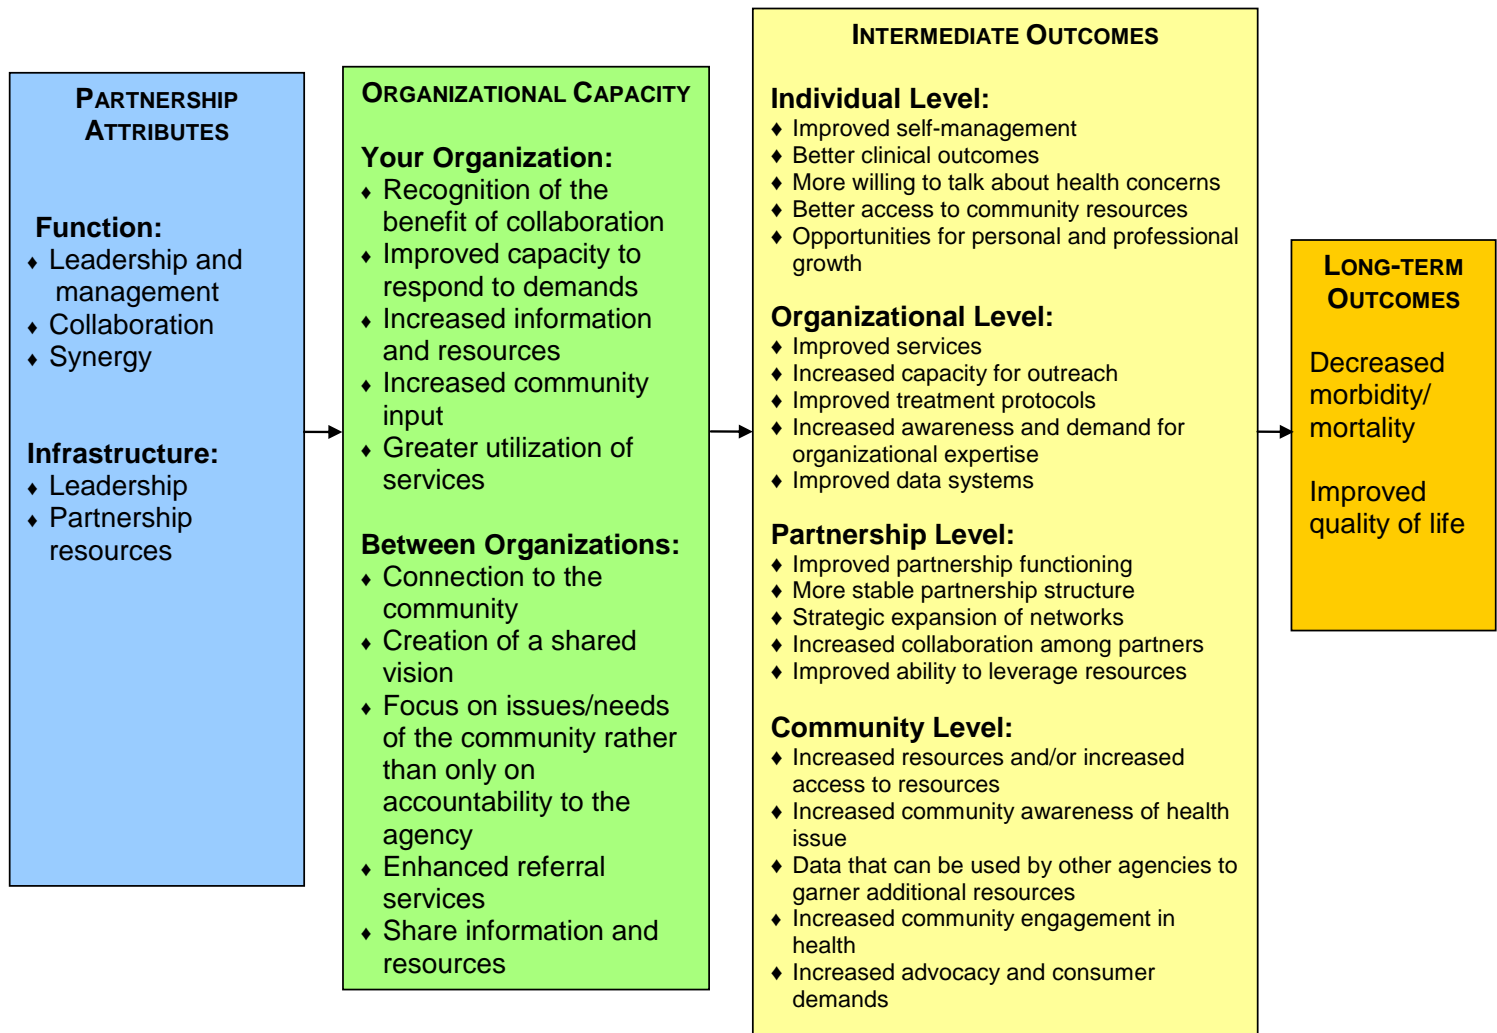 PARTNERSHIP
ATTRIBUTES
Function:
♦ Leadership and
management
♦ Collaboration
♦ Synergy
Infrastructure:
♦ Leadership
♦ Partnership
resources
ORGANIZATIONAL CAPACITY
Your Organization:
♦ Recognition of the
benefit of collaboration
♦ Improved capacity to
respond to demands
♦ Increased information
and resources
♦ Increased community
input
♦ Greater utilization of
services
Between Organizations:
♦ Connection to the
community
♦ Creation of a shared
vision
♦ Focus on issues/needs
of the community rather
than only on
accountability to the
agency
♦ Enhanced referral
services
♦ Share information and
resources
INTERMEDIATE OUTCOMES
Individual Level:
♦ Improved self-management
♦ Better clinical outcomes
♦ More willing to talk about health concerns
♦ Better access to community resources
♦ Opportunities for personal and professional
growth
Organizational Level:
♦ Improved services
♦ Increased capacity for outreach
♦ Improved treatment protocols
♦ Increased awareness and demand for
organizational expertise
♦ Improved data systems
Partnership Level:
♦ Improved partnership functioning
♦ More stable partnership structure
♦ Strategic expansion of networks
♦ Increased collaboration among partners
♦ Improved ability to leverage resources
Community Level:
♦ Increased resources and/or increased
access to resources
♦ Increased community awareness of health
issue
♦ Data that can be used by other agencies to
garner additional resources
♦ Increased community engagement in
health
♦ Increased advocacy and consumer
demands
LONG-TERM
OUTCOMES
Decreased
morbidity/
mortality
Improved
quality of life